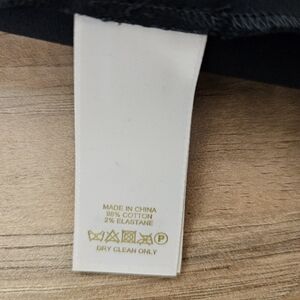 MADE IN CHINA
98% COTTON
2% ELASTANE
P
DRY CLEAN ONLY